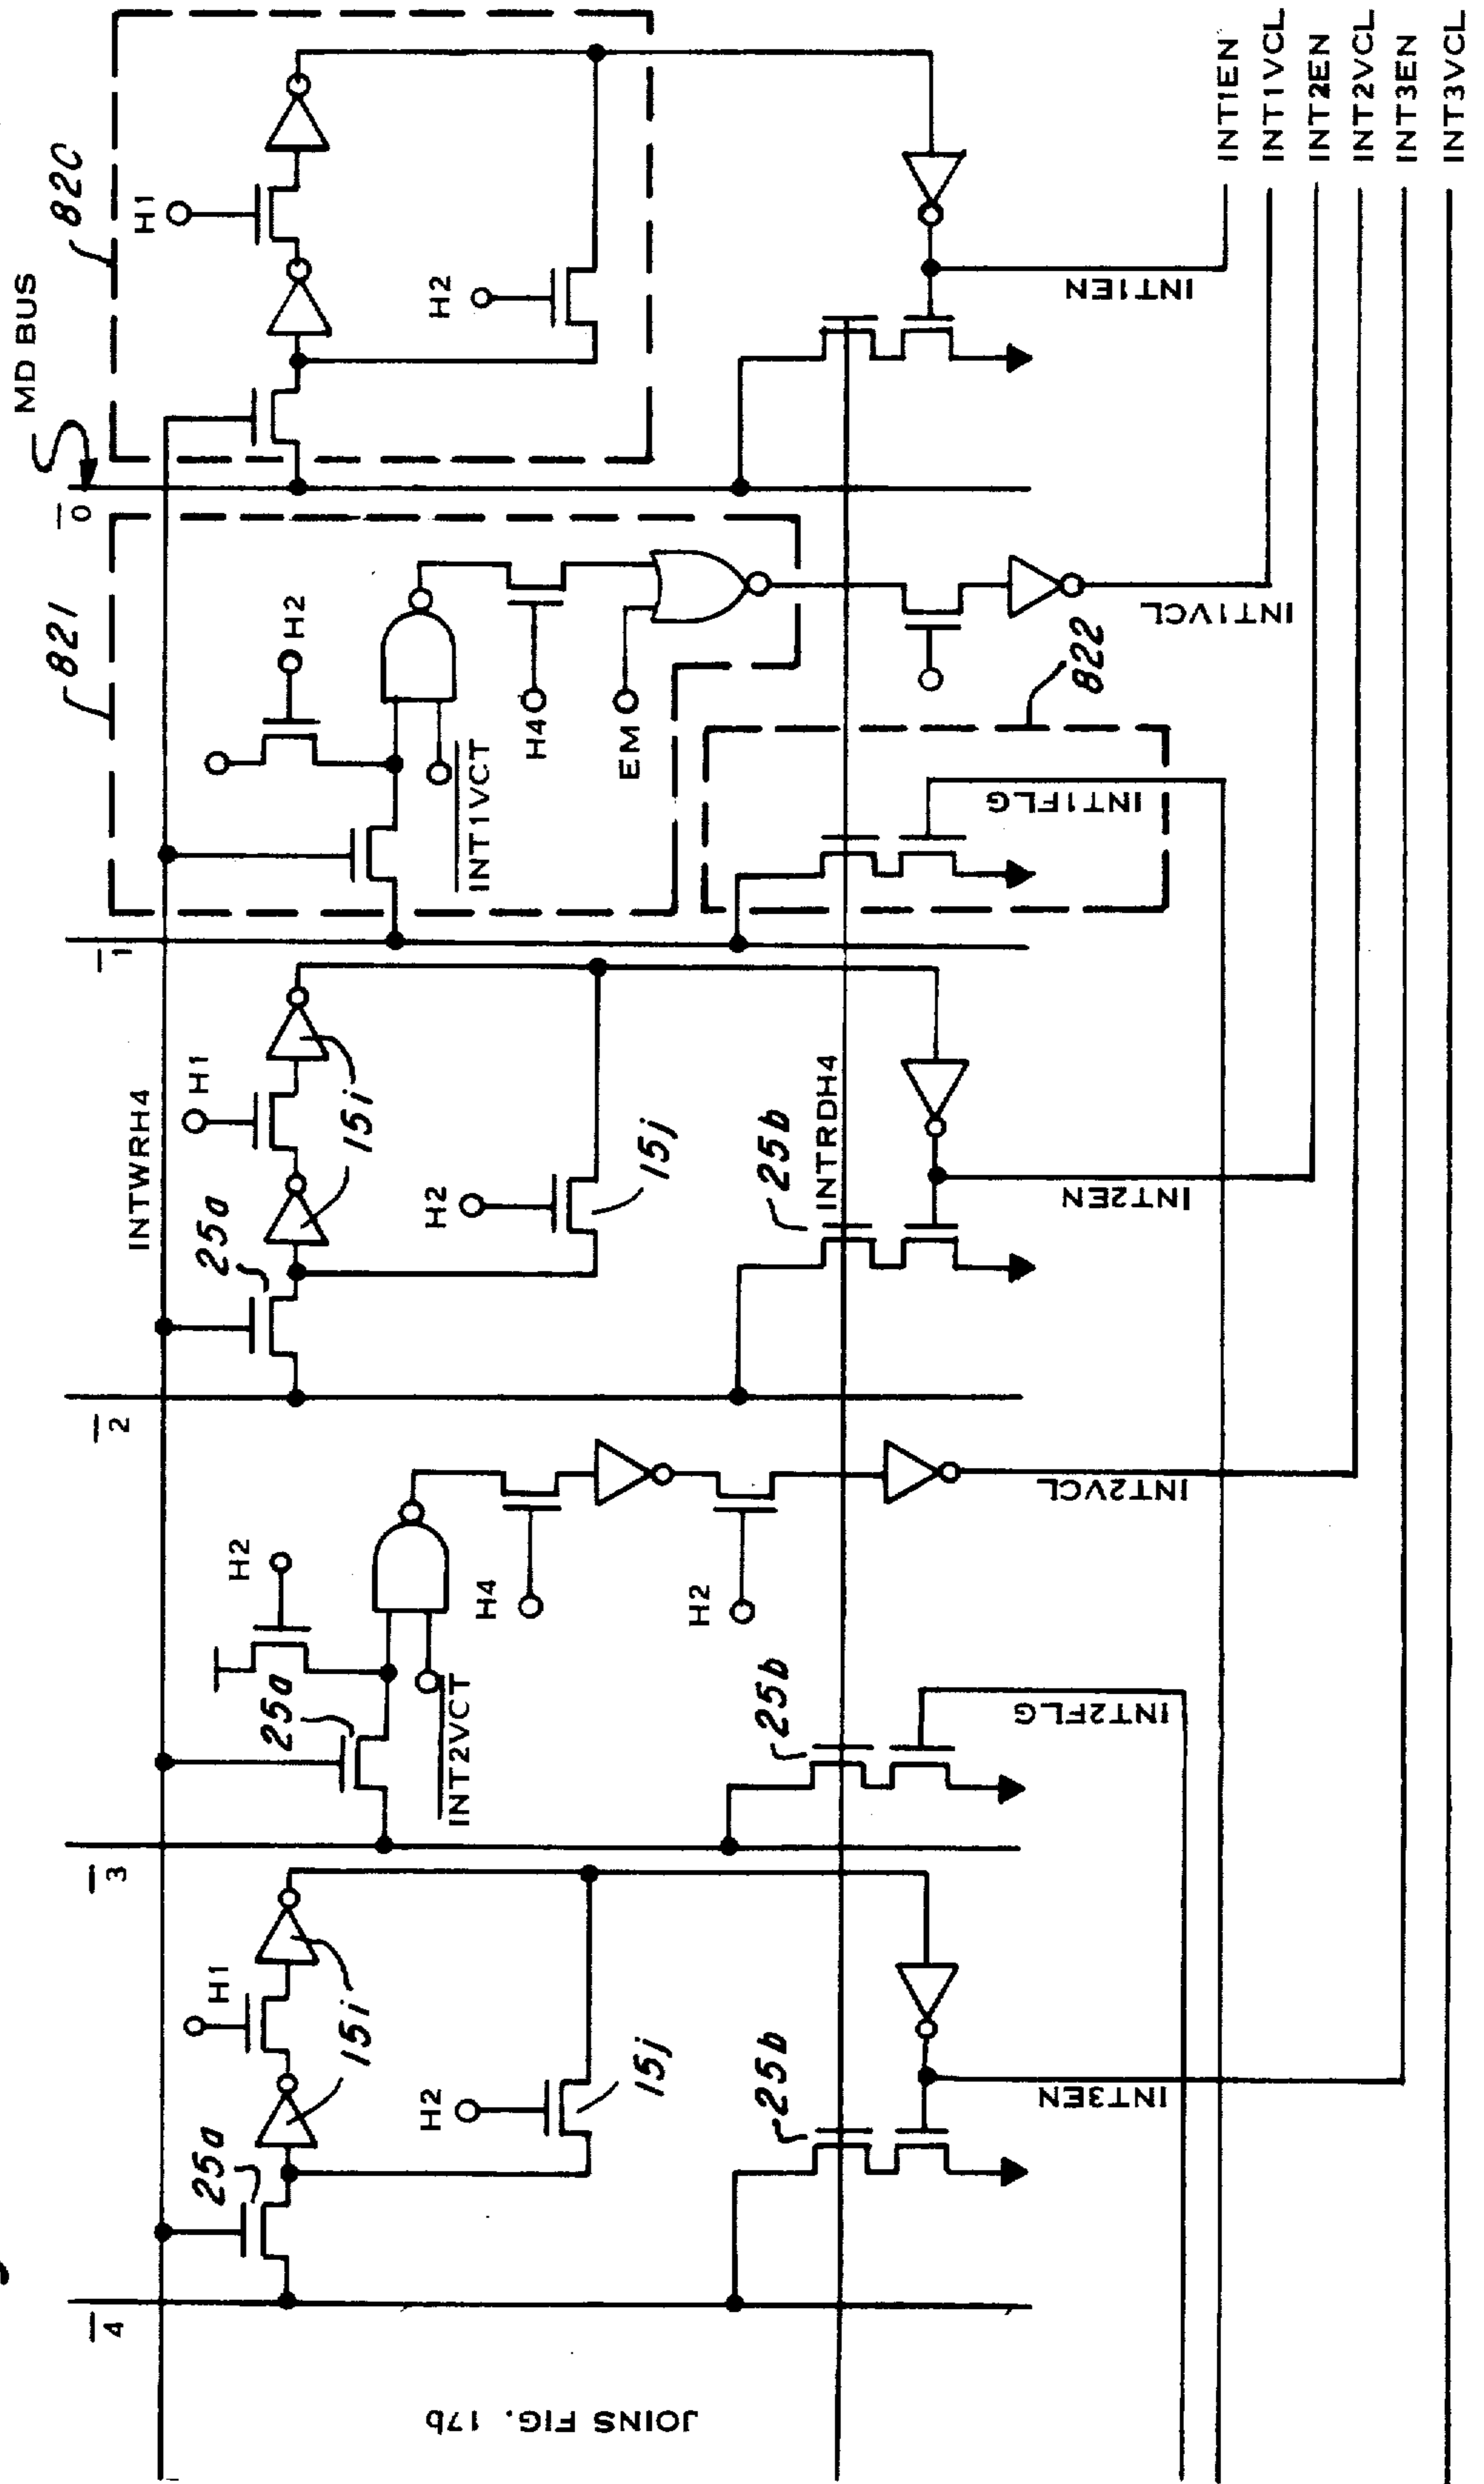 MD BUS
82C
H1
H2
0
821
H2
INT1VCT
H4
EM
INT1EN
INT1VCL
822
INT1FLG
1
INTWRH4
H1
15i
25a
H2
15j
25b
INTRDH4
INT2EN
2
H2
25a
INT2VCT
H4
H2
INT2VCL
25b
INT2FLG
3
H1
15i
25a
H2
15j
25b
INT3EN
4
JOINS FIG. 17b
INT1EN
INT1VCL
INT2EN
INT2VCL
INT3EN
INT3VCL